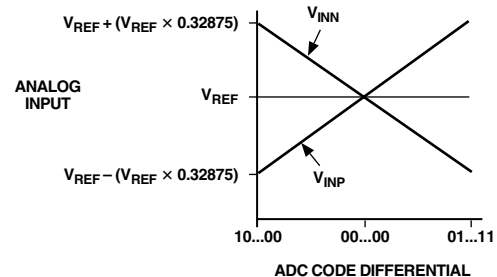 V_REF + (V_REF × 0.32875)
V_INN
ANALOG
INPUT
V_REF
V_REF – (V_REF × 0.32875)
V_INP
10...00
00...00
01...11
ADC CODE DIFFERENTIAL